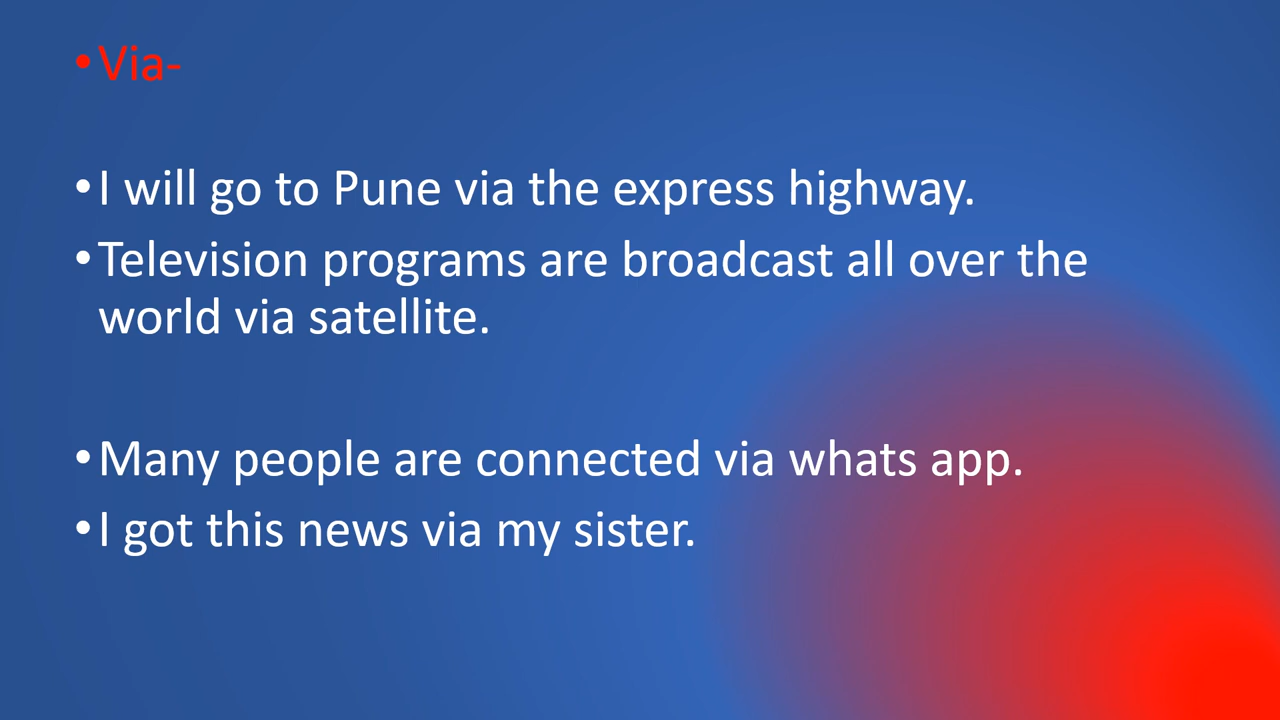 •Via-
•I will go to Pune via the express highway.
•Television programs are broadcast all over the
world via satellite.
•Many people are connected via whats app.
•I got this news via my sister.